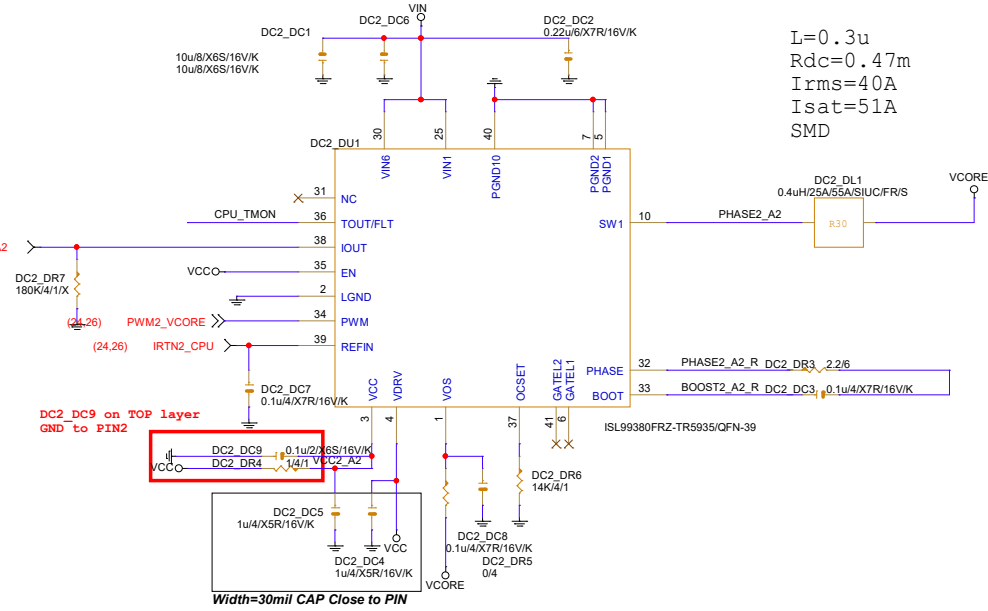 VIN
DC2_DC6
DC2_DC1
DC2_DC2
0.22u/6/X7R/16V/K
10u/8/X6S/16V/K
10u/8/X6S/16V/K
L=0.3u
Rdc=0.47m
Irms=40A
Isat=51A
SMD
DC2_DU1
30
25
40
7
5
VIN6
VIN1
PGND10
PGND2
PGND1
31
NC
CPU_TMON
36
TOUT/FLT
A2
38
IOUT
DC2_DR7
180K/4/1/X
VCC
35
EN
2
LGND
(24,26)
PWM2_VCORE
34
PWM
(24,26)
IRTN2_CPU
39
REFIN
DC2_DC7
0.1u/4/X7R/16V/K
SW1
10
PHASE2_A2
DC2_DL1
0.4uH/25A/55A/SIUC/FR/S
R30
VCORE
PHASE
32
PHASE2_A2_R
DC2_DR3
2.2/6
BOOT
33
BOOST2_A2_R
DC2_DC3
0.1u/4/X7R/16V/K
VCC
VDRV
VOS
OCSET
GATEL2
GATEL1
3
4
1
37
41
6
ISL99380FRZ-TR5935/QFN-39
DC2_DC9 on TOP layer
GND to PIN2
DC2_DC9
0.1u/2/X6S/16V/K
VCC
DC2_DR4
1/4/1
VCC2_A2
DC2_DC5
1u/4/X5R/16V/K
DC2_DC4
1u/4/X5R/16V/K
VCC
DC2_DR6
14K/4/1
DC2_DC8
0.1u/4/X7R/16V/K
DC2_DR5
0/4
VCORE
Width=30mil CAP Close to PIN